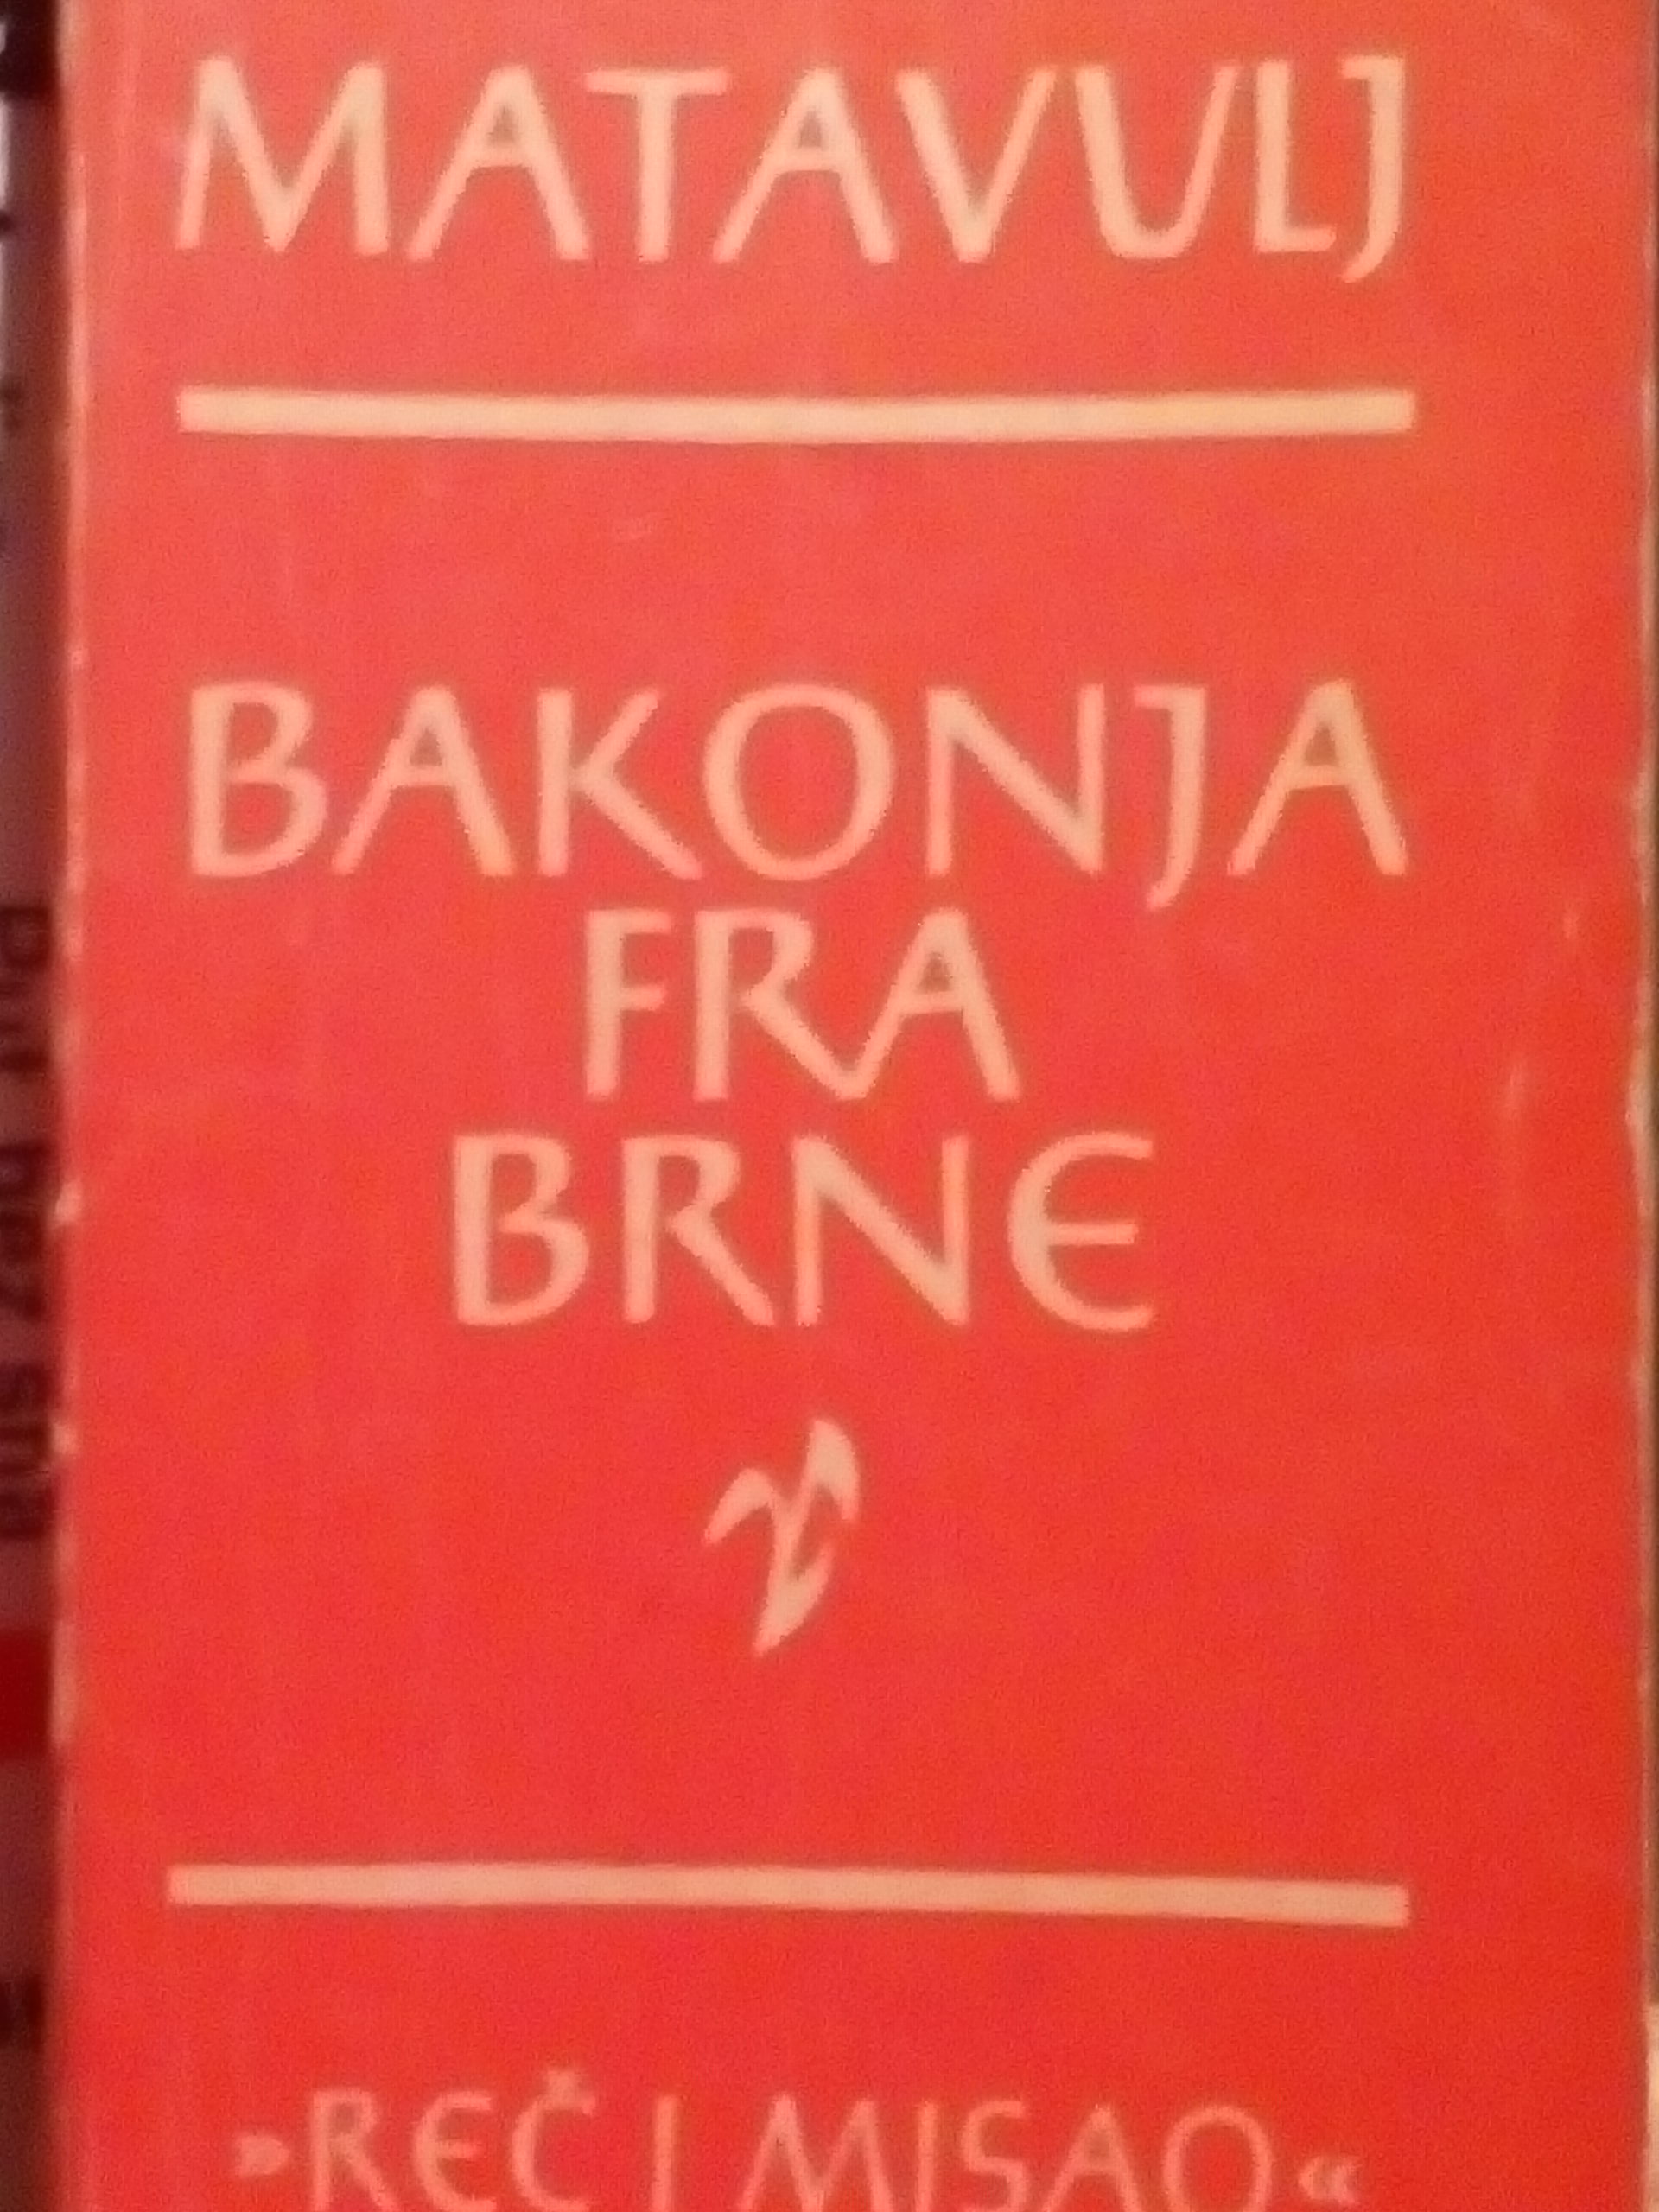 MATAVULJ
BAKONJA
FRA
BRNE
»REČ I MISAO«